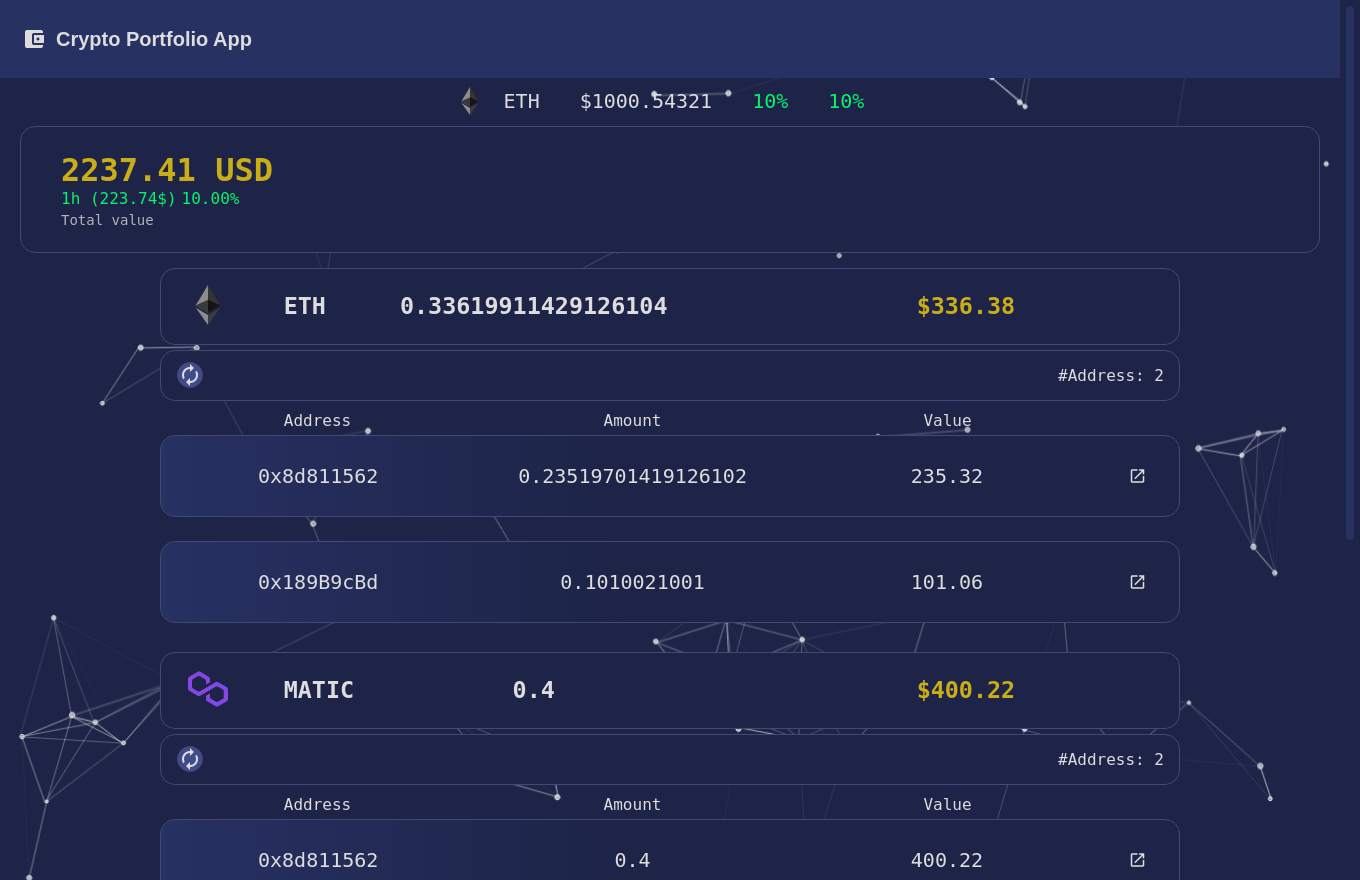 Crypto Portfolio App
ETH $1000.54321 10% 10%
2237.41 USD
1h (223.74$) 10.00%
Total value
ETH 0.33619911429126104 $336.38
#Address: 2
Address Amount Value
0x8d811562 0.23519701419126102 235.32
0x189B9cBd 0.1010021001 101.06
MATIC 0.4 $400.22
#Address: 2
Address Amount Value
0x8d811562 0.4 400.22